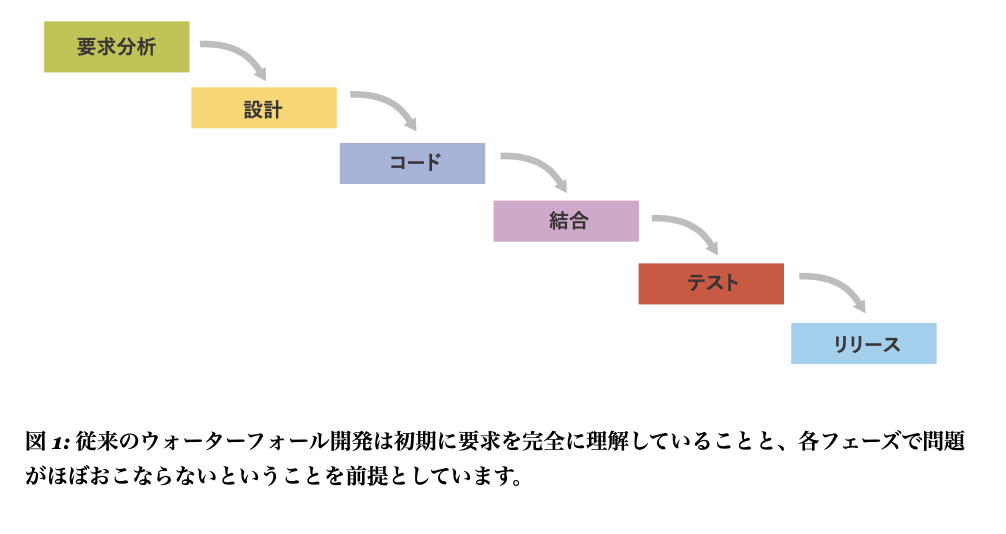 要求分析
設計
コード
結合
テスト
リリース
図 1: 従来のウォーターフォール開発は初期に要求を完全に理解していることと、各フェーズで問題
がほぼおこならないということを前提としています。